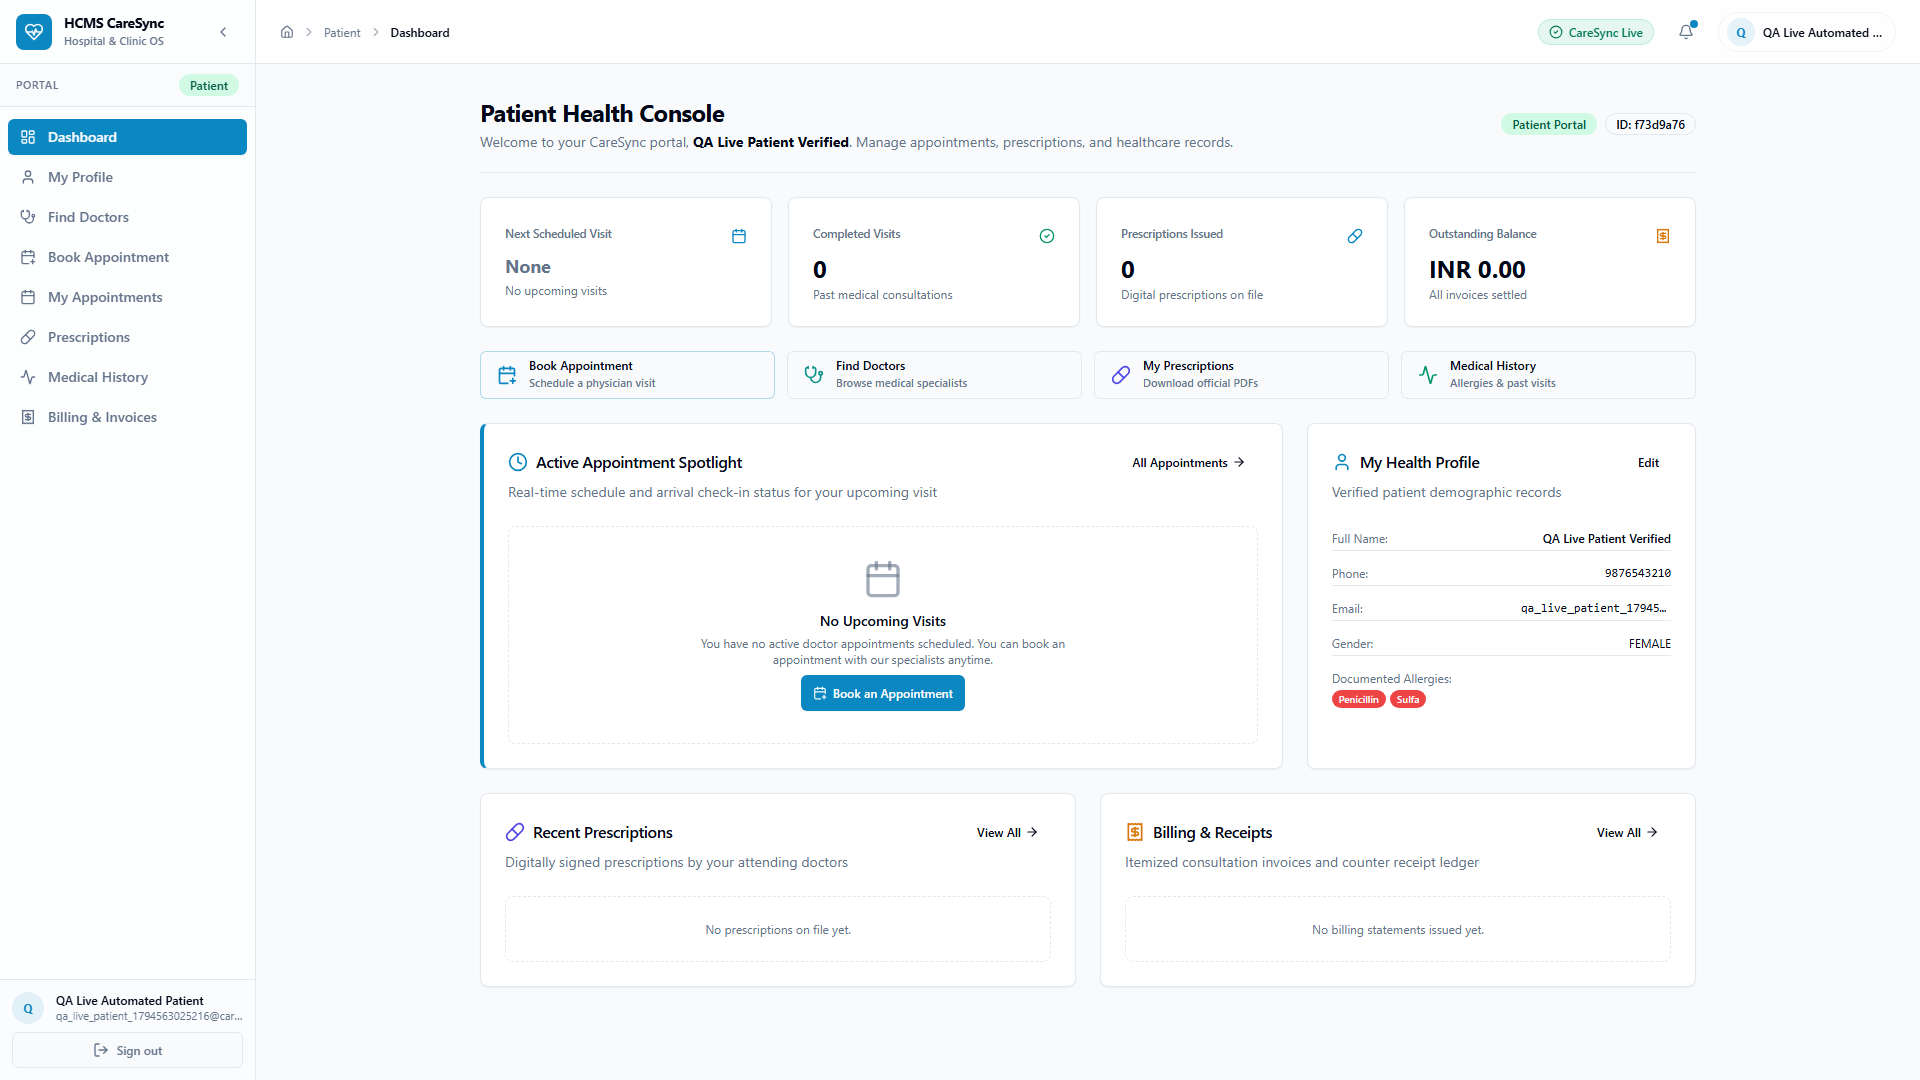 HCMS CareSync
Hospital & Clinic OS
PORTAL
Patient
Dashboard
My Profile
Find Doctors
Book Appointment
My Appointments
Prescriptions
Medical History
Billing & Invoices
Q
QA Live Automated Patient
qa_live_patient_1794563025216@car...
Sign out
Patient
Dashboard
CareSync Live
Q
QA Live Automated ...
Patient Health Console
Welcome to your CareSync portal, QA Live Patient Verified. Manage appointments, prescriptions, and healthcare records.
Patient Portal
ID: f73d9a76
Next Scheduled Visit
None
No upcoming visits
Completed Visits
0
Past medical consultations
Prescriptions Issued
0
Digital prescriptions on file
Outstanding Balance
INR 0.00
All invoices settled
Book Appointment
Schedule a physician visit
Find Doctors
Browse medical specialists
My Prescriptions
Download official PDFs
Medical History
Allergies & past visits
Active Appointment Spotlight
All Appointments
Real-time schedule and arrival check-in status for your upcoming visit
No Upcoming Visits
You have no active doctor appointments scheduled. You can book an
appointment with our specialists anytime.
Book an Appointment
My Health Profile
Edit
Verified patient demographic records
Full Name:
QA Live Patient Verified
Phone:
9876543210
Email:
qa_live_patient_17945…
Gender:
FEMALE
Documented Allergies:
Penicillin
Sulfa
Recent Prescriptions
View All
Digitally signed prescriptions by your attending doctors
No prescriptions on file yet.
Billing & Receipts
View All
Itemized consultation invoices and counter receipt ledger
No billing statements issued yet.